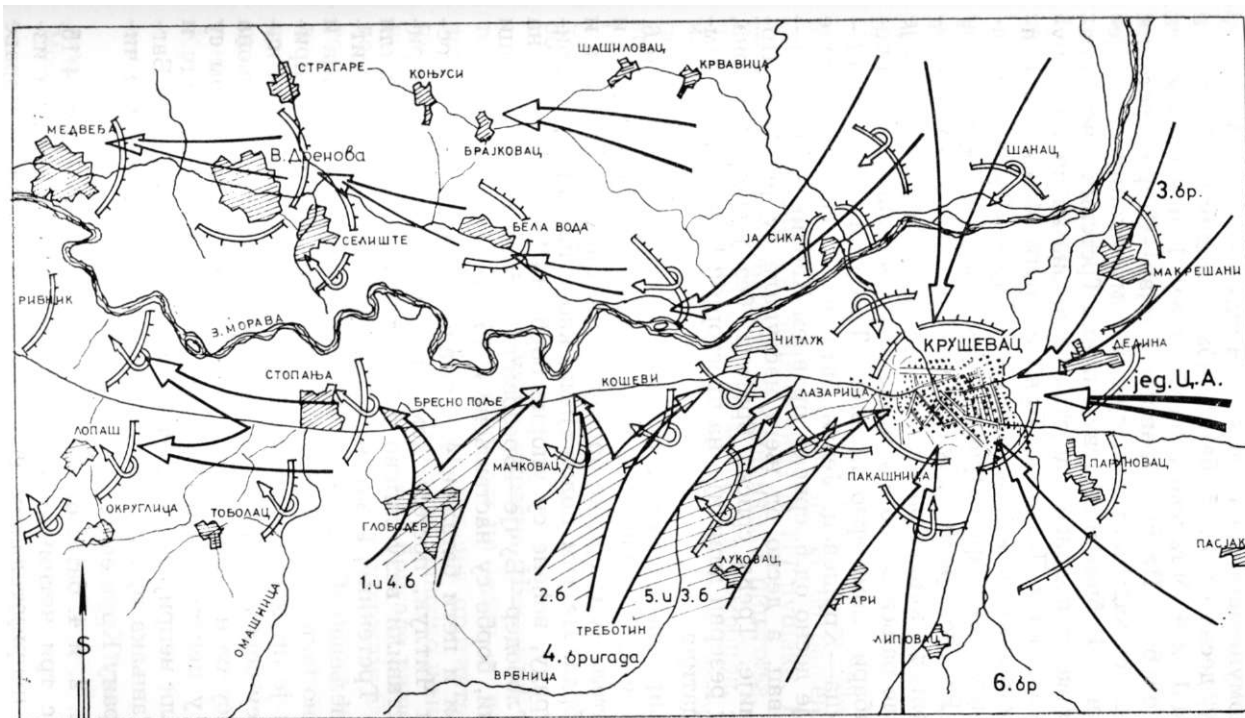 СТРАГАРЕ
КОЊУСИ
ШАШИЛОВАЦ
КРВАВИЦА
МЕДВЕЂА
В. Дренова
БРАЈКОВАЦ
ШАНАЦ
3. бр.
СЕЛИШТЕ
БЕЛА ВОДА
ЈАСИКА
МАКРЕШАНИ
РИБНИК
З. МОРАВА
ЧИТЛУК
КРУШЕВАЦ
ДЕДИНА
СТОПАЊА
БРЕСНО ПОЉЕ
КОШЕВИ
ЛАЗАРИЦА
јед. Ц.А.
ЛОПАШ
МАЧКОВАЦ
ПАКАШНИЦА
ПАРУНОВАЦ
ОКРУГЛИЦА
ТОБОЛАЦ
ГЛОБОДЕР
ПАСЈАК
1. и 4. б
2. б
5. и 3. б
ЛУКОВАЦ
ГАРИ
ТРЕБОТИН
ЛИПОВАЦ
S
ОМАШНИЦА
4. бригада
ВРБНИЦА
6. бр